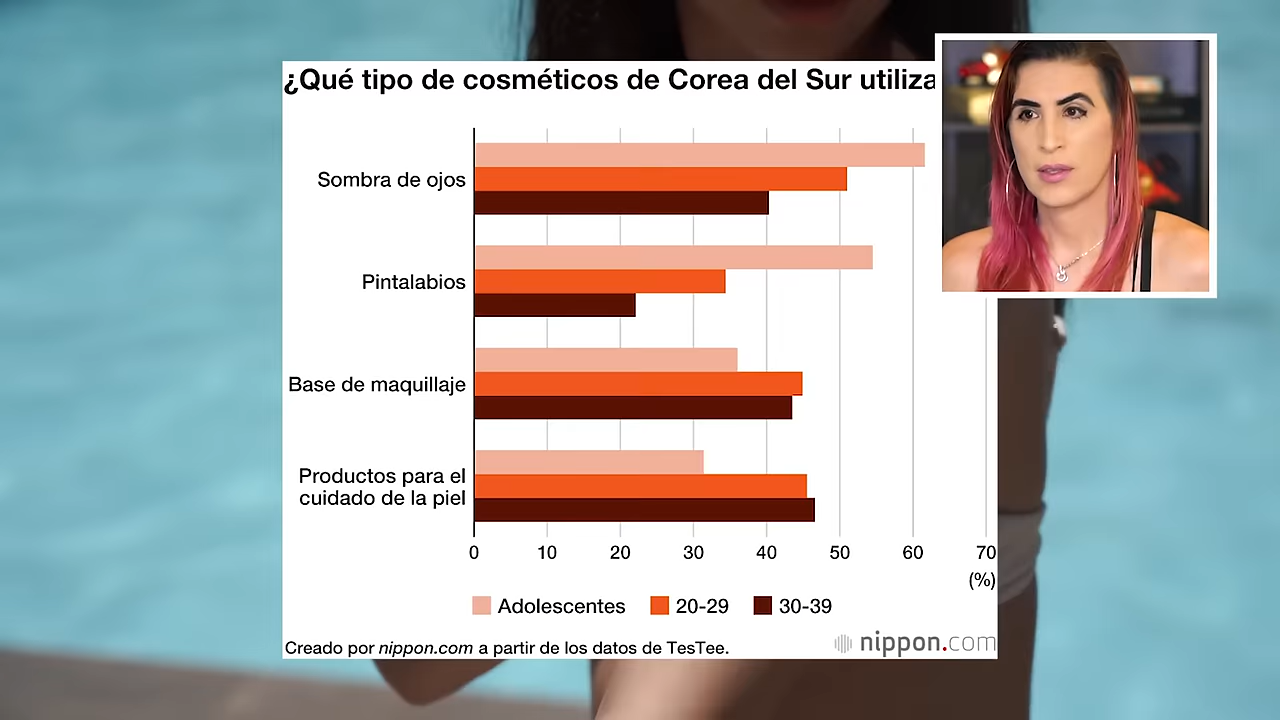 ¿Qué tipo de cosméticos de Corea del Sur utiliza
Sombra de ojos
Pintalabios
Base de maquillaje
Productos para el
cuidado de la piel
0 10 20 30 40 50 60 70
(%)
Adolescentes 20-29 30-39
Creado por nippon.com a partir de los datos de TesTee.
nippon.com